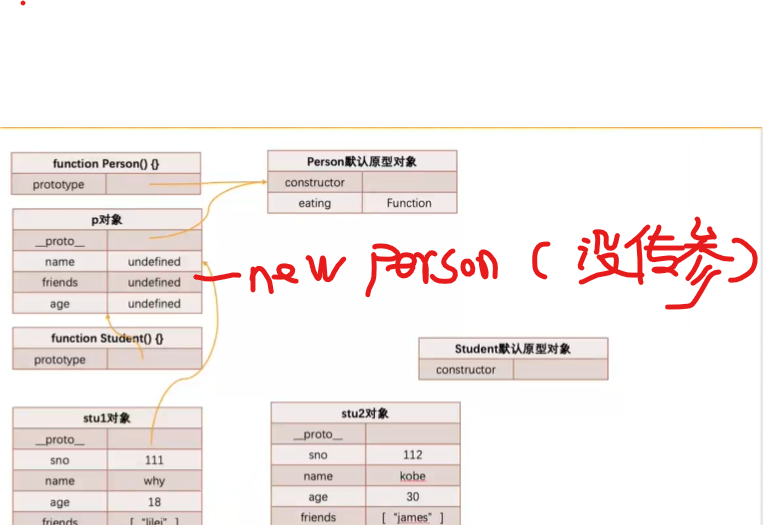 function Person() {}
prototype
Person默认原型对象
constructor
eating Function
p对象
__proto__
name undefined
friends undefined
age undefined
new Person (没传参)
function Student() {}
prototype
Student默认原型对象
constructor
stu1对象
__proto__
sno 111
name why
age 18
friends [ "lilei" ]
stu2对象
__proto__
sno 112
name kobe
age 30
friends [ "james" ]